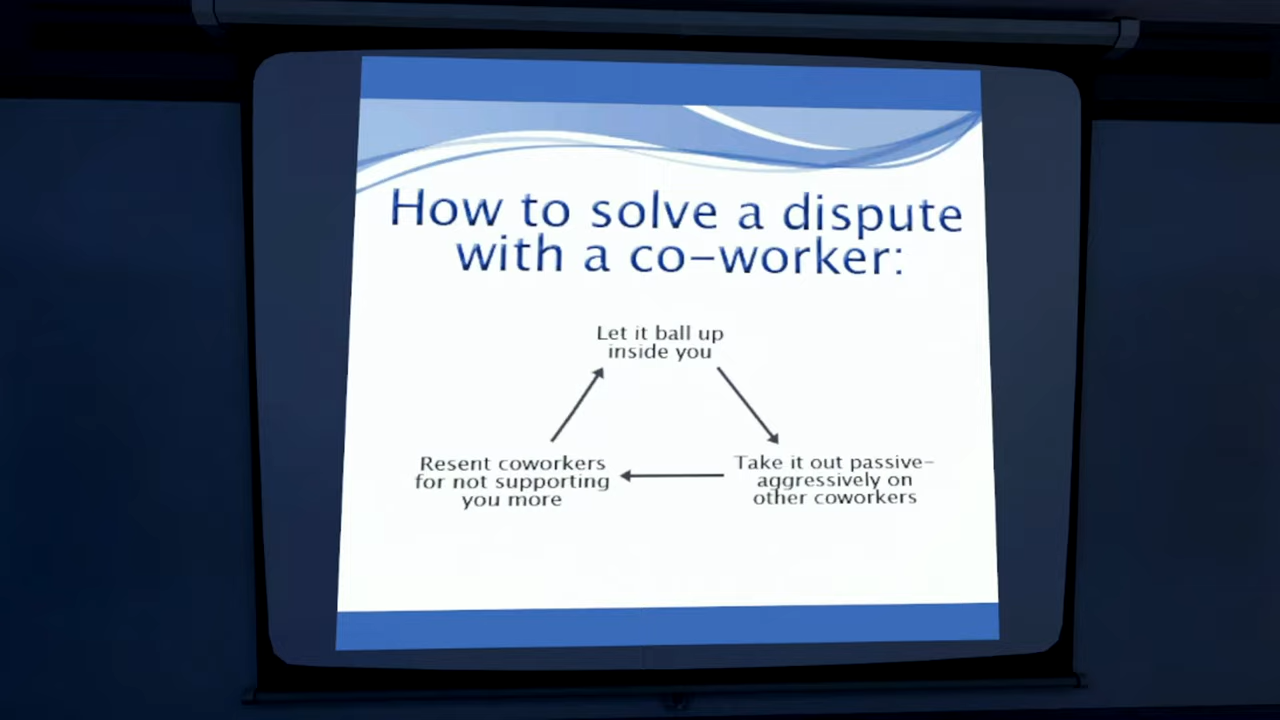 How to solve a dispute
with a co-worker:
Let it ball up
inside you
Take it out passive-
aggressively on
other coworkers
Resent coworkers
for not supporting
you more